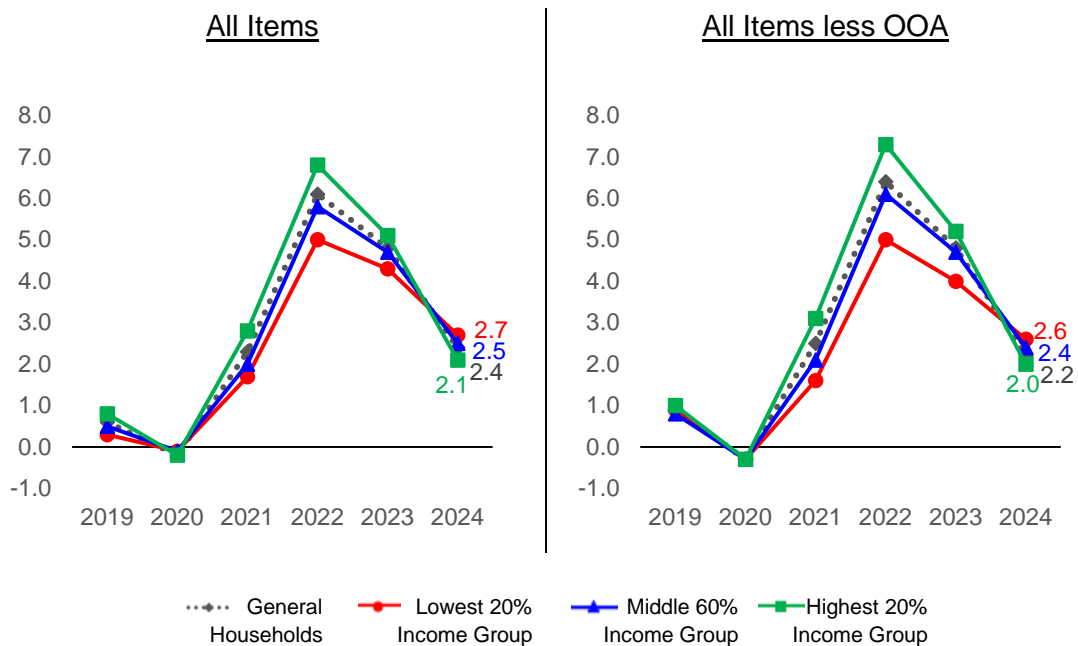 All Items
8.0
7.0
6.0
5.0
4.0
3.0
2.0
1.0
0.0
-1.0
2.7
2.5
2.4
2.1
2019 2020 2021 2022 2023 2024
All Items less OOA
8.0
7.0
6.0
5.0
4.0
3.0
2.0
1.0
0.0
-1.0
2.6
2.4
2.2
2.0
2019 2020 2021 2022 2023 2024
General
Households
Lowest 20%
Income Group
Middle 60%
Income Group
Highest 20%
Income Group